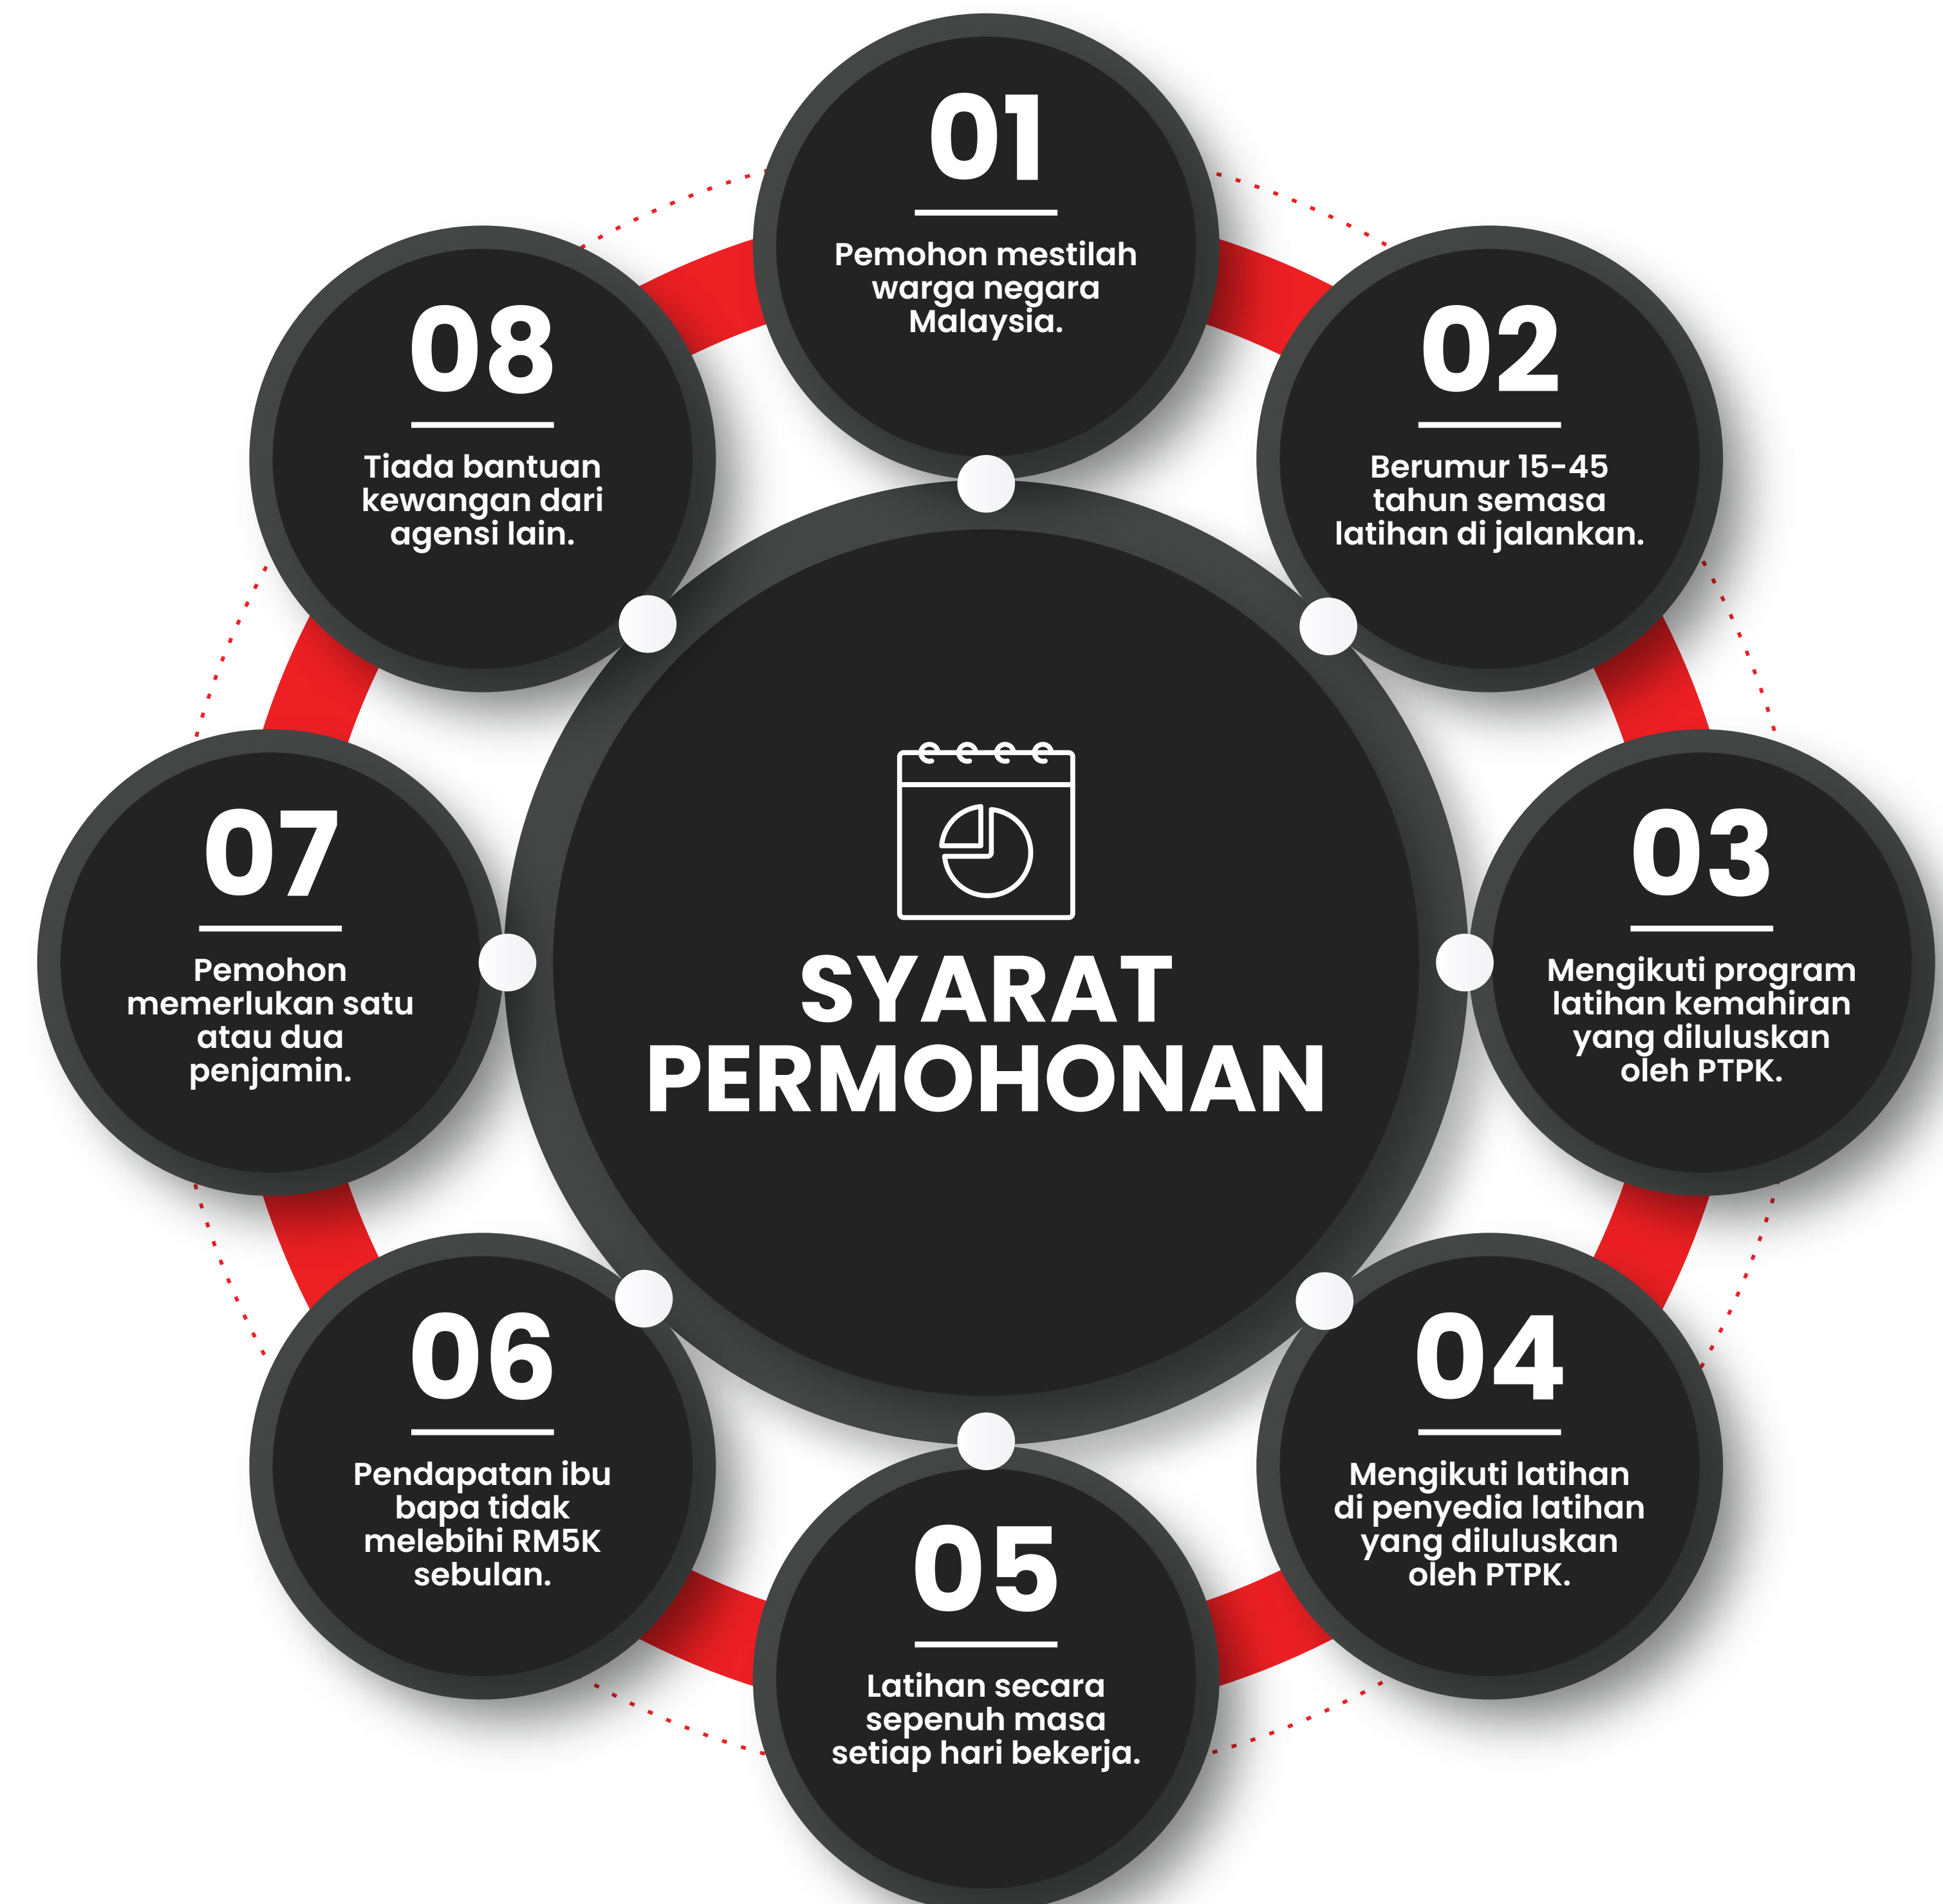 SYARAT
PERMOHONAN
01
Pemohon mestilah
warga negara
Malaysia.
02
Berumur 15-45
tahun semasa
latihan di jalankan.
03
Mengikuti program
latihan kemahiran
yang diluluskan
oleh PTPK.
04
Mengikuti latihan
di penyedia latihan
yang diluluskan
oleh PTPK.
05
Latihan secara
sepenuh masa
setiap hari bekerja.
06
Pendapatan ibu
bapa tidak
melebihi RM5K
sebulan.
07
Pemohon
memerlukan satu
atau dua
penjamin.
08
Tiada bantuan
kewangan dari
agensi lain.